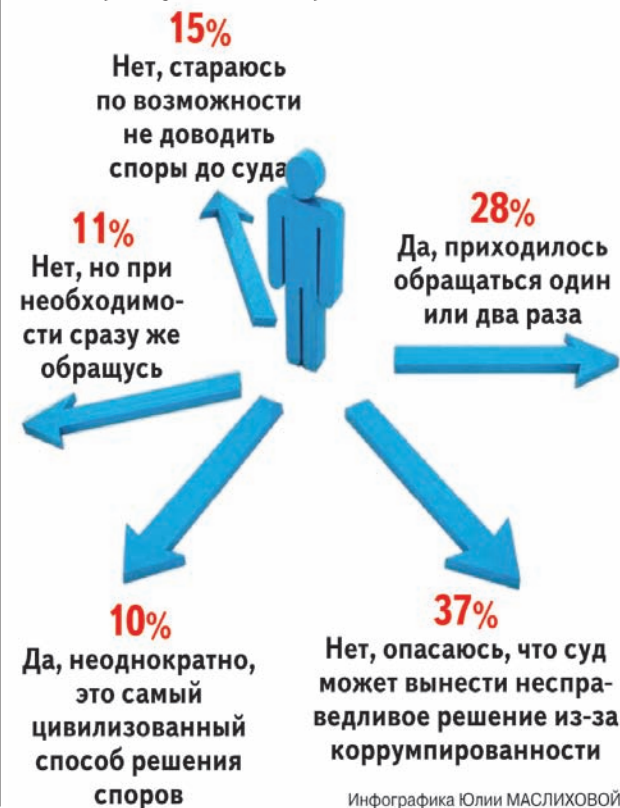 15%
Нет, стараюсь
по возможности
не доводить
споры до суда
11%
Нет, но при
необходимо-
сти сразу же
обращусь
28%
Да, приходилось
обращаться один
или два раза
10%
Да, неоднократно,
это самый
цивилизованный
способ решения
споров
37%
Нет, опасаюсь, что суд
может вынести неспра-
ведливое решение из-за
коррумпированности
Инфографика Юлии МАСЛИХОВОЙ